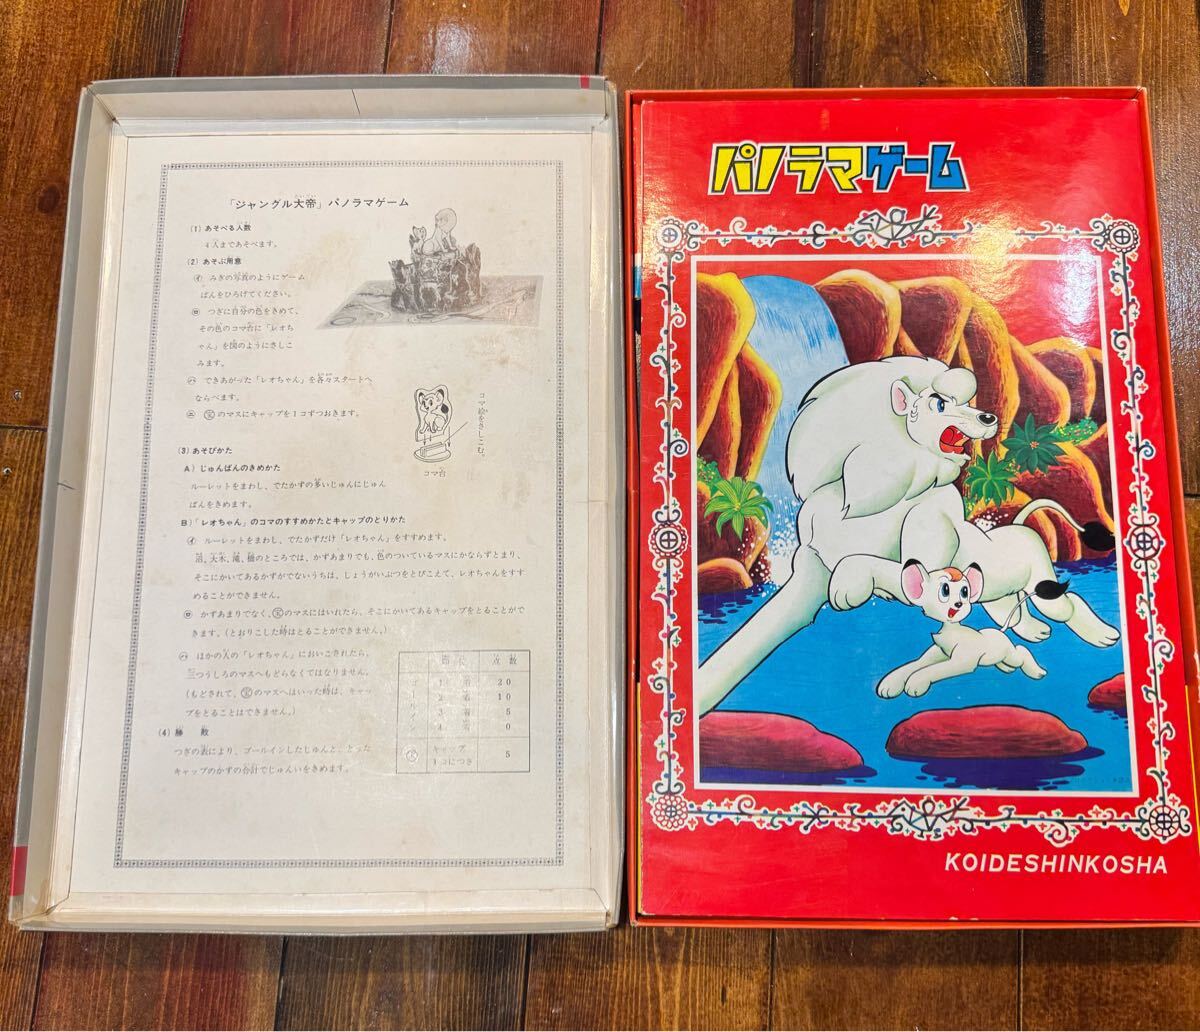 「ジャングル大帝」パノラマゲーム
(1) あそべる人数
4人まであそべます。
(2) あそぶ用意
イ みぎの写真のようにゲーム
ばんをひろげてください。
ロ つぎに自分の色をきめて、
その色のコマ台に「レオち
ゃん」を図のようにさしこ
みます。
ハ できあがった「レオちゃん」を各々スタートへ
ならべます。
ニ 宝のマスにキャップを1コずつおきます。
コマ絵をさしこむ。
コマ台
(3) あそびかた
A) じゅんばんのきめかた
ルーレットをまわし、でたかずの多いじゅんにじゅん
ばんをきめます。
B)「レオちゃん」のコマのすすめかたとキャップのとりかた
イ ルーレットをまわし、でたかずだけ「レオちゃん」をすすめます。
沼、大木、滝、橋のところでは、かずあまりでも、色のついているマスにかならずとまり、
そこにかいてあるかずがでないうちは、しょうがいぶつをとびこえて、レオちゃんをすす
めることができません。
ロ かずあまりでなく、宝のマスにはいれたら、そこにかいてあるキャップをとることがで
きます。(とおりこした時はとることができません。)
ハ ほかの人の「レオちゃん」においこされたら、
三つうしろのマスへもどらなくてはなりません。
(もどされて、宝のマスへはいった時は、キャッ
プをとることはできません。)
(4) 勝 敗
つぎの表により、ゴールインしたじゅんと、とった
キャップのかずの合計でじゅんいをきめます。
ゴールイン 順位 点数
1 着 20
2 着 10
3 着 5
4 着 0
宝 キャップ 1コにつき 5
パノラマゲーム
KOIDESHINKOSHA